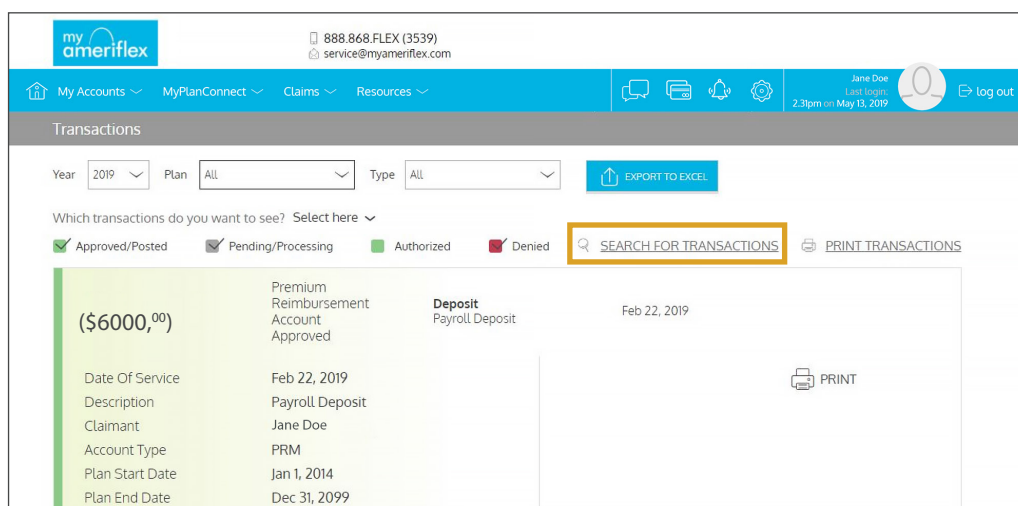 my
ameriflex
888.868.FLEX (3539)
service@myameriflex.com
My Accounts MyPlanConnect Claims Resources
Jane Doe
Last login:
2.31pm on May 13, 2019
log out
Transactions
Year 2019 Plan All Type All EXPORT TO EXCEL
Which transactions do you want to see? Select here
Approved/Posted Pending/Processing Authorized Denied SEARCH FOR TRANSACTIONS PRINT TRANSACTIONS
($6000,00)
Premium
Reimbursement
Account
Approved
Deposit
Payroll Deposit
Feb 22, 2019
Date Of Service Feb 22, 2019
PRINT
Description Payroll Deposit
Claimant Jane Doe
Account Type PRM
Plan Start Date Jan 1, 2014
Plan End Date Dec 31, 2099